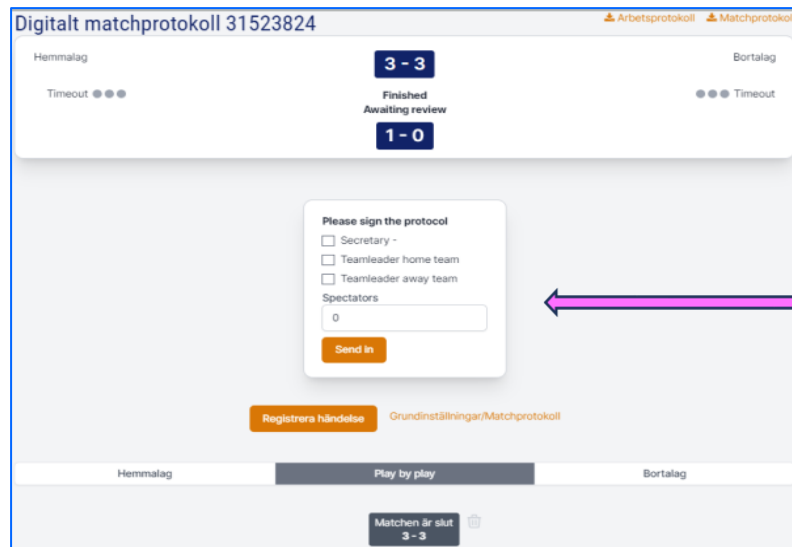 Digitalt matchprotokoll 31523824
Arbetsprotokoll Matchprotokoll
Hemmalag
3 - 3
Bortalag
Timeout
Finished
Timeout
Awaiting review
1 - 0
Please sign the protocol
Secretary -
Teamleader home team
Teamleader away team
Spectators
0
Send in
Registrera händelse
Grundinställningar/Matchprotokoll
Hemmalag
Play by play
Bortalag
Matchen är slut
3 - 3